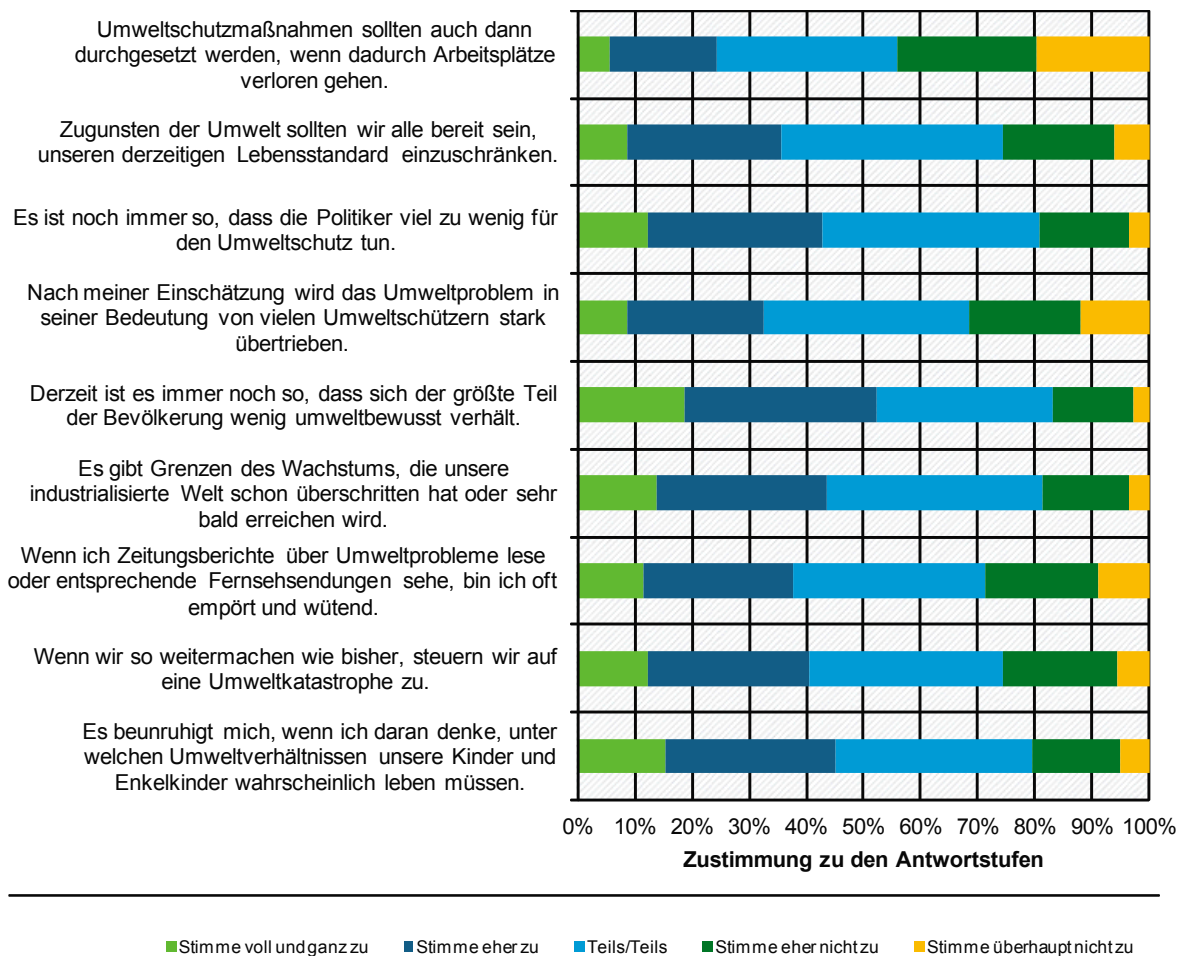 Umweltschutzmaßnahmen sollten auch dann
durchgesetzt werden, wenn dadurch Arbeitsplätze
verloren gehen.
Zugunsten der Umwelt sollten wir alle bereit sein,
unseren derzeitigen Lebensstandard einzuschränken.
Es ist noch immer so, dass die Politiker viel zu wenig für
den Umweltschutz tun.
Nach meiner Einschätzung wird das Umweltproblem in
seiner Bedeutung von vielen Umweltschützern stark
übertrieben.
Derzeit ist es immer noch so, dass sich der größte Teil
der Bevölkerung wenig umweltbewusst verhält.
Es gibt Grenzen des Wachstums, die unsere
industrialisierte Welt schon überschritten hat oder sehr
bald erreichen wird.
Wenn ich Zeitungsberichte über Umweltprobleme lese
oder entsprechende Fernsehsendungen sehe, bin ich oft
empört und wütend.
Wenn wir so weitermachen wie bisher, steuern wir auf
eine Umweltkatastrophe zu.
Es beunruhigt mich, wenn ich daran denke, unter
welchen Umweltverhältnissen unsere Kinder und
Enkelkinder wahrscheinlich leben müssen.
0% 10% 20% 30% 40% 50% 60% 70% 80% 90% 100%
Zustimmung zu den Antwortstufen
Stimme voll und ganz zu Stimme eher zu Teils/Teils Stimme eher nicht zu Stimme überhaupt nicht zu